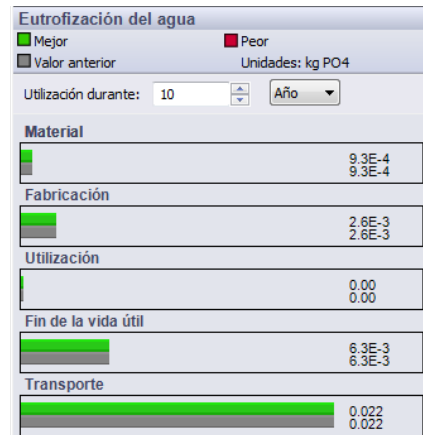 Eutrofización del agua
Mejor Peor
Valor anterior Unidades: kg PO4
Utilización durante: 10 Año
Material
9.3E-4
9.3E-4
Fabricación
2.6E-3
2.6E-3
Utilización
0.00
0.00
Fin de la vida útil
6.3E-3
6.3E-3
Transporte
0.022
0.022